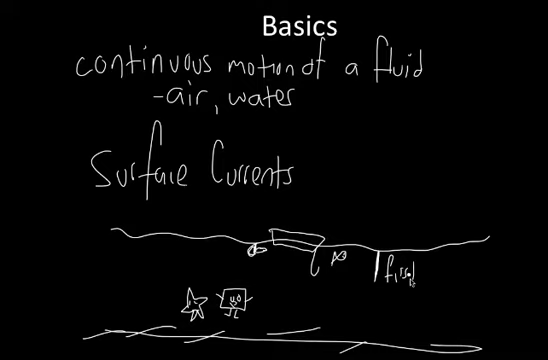 Basics
continuous motion of a fluid
-air, water
Surface Currents